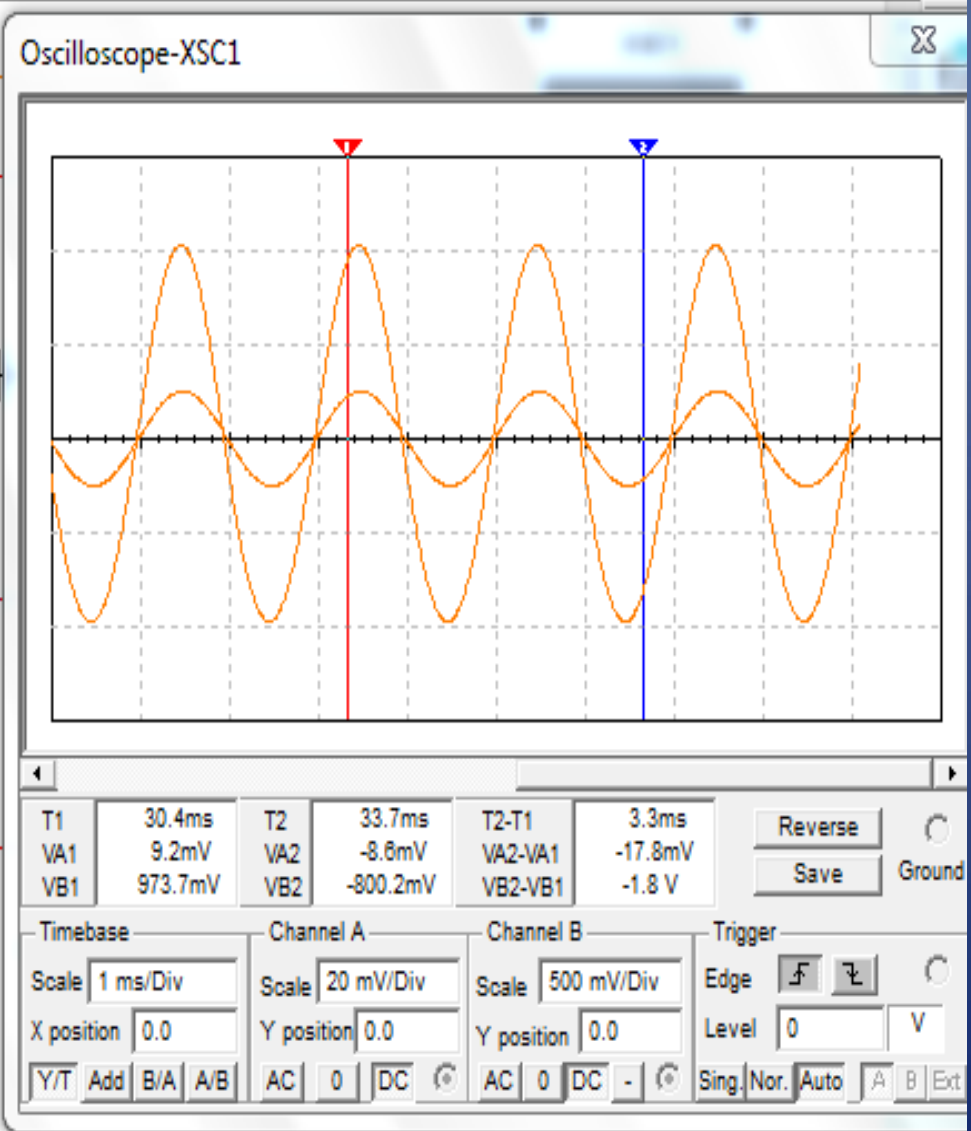 Oscilloscope-XSC1
1 2
T1 30.4ms T2 33.7ms T2-T1 3.3ms Reverse
VA1 9.2mV VA2 -8.6mV VA2-VA1 -17.8mV
VB1 973.7mV VB2 -800.2mV VB2-VB1 -1.8 V Save Ground
Timebase Channel A Channel B Trigger
Scale 1 ms/Div Scale 20 mV/Div Scale 500 mV/Div Edge
X position 0.0 Y position 0.0 Y position 0.0 Level 0 V
Y/T Add B/A A/B AC 0 DC AC 0 DC - Sing. Nor. Auto A B Ext